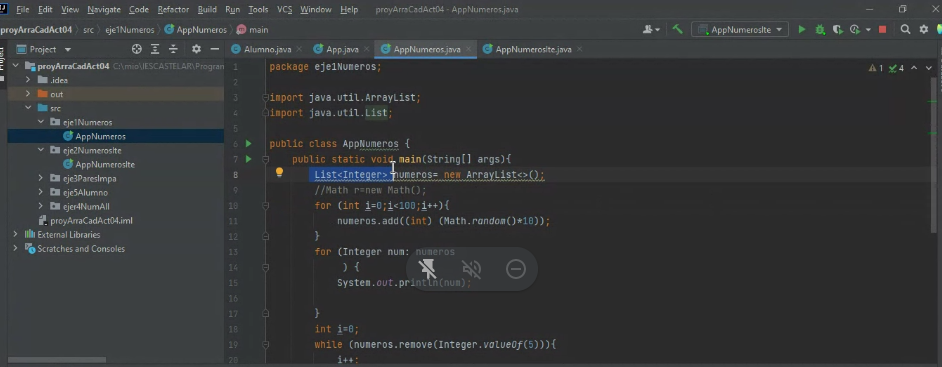 File Edit View Navigate Code Refactor Build Run Tools VCS Window Help proyArraCadAct04 - AppNumeros.java
proyArraCadAct04 src eje1Numeros AppNumeros main AppNumerosIte
Project Alumno.java App.java AppNumeros.java AppNumerosIte.java
proyArraCadAct04 C:\mio\IESCASTELAR\Program
.idea
out
src
eje1Numeros
AppNumeros
eje2NumerosIte
AppNumerosIte
eje3ParesImpa
eje5Alumno
ejer4NumAl
proyArraCadAct04.iml
External Libraries
Scratches and Consoles
1 package eje1Numeros; 1 4
2
3 import java.util.ArrayList;
4 import java.util.List;
5
6 public class AppNumeros {
7 public static void main(String[] args){
8 List<Integer> numeros= new ArrayList<>();
9 //Math r=new Math();
10 for (int i=0;i<100;i++){
11 numeros.add((int) (Math.random()*10));
12 }
13 for (Integer num: numeros
14 ) {
15 System.out.println(num);
16
17 }
18 int i=0;
19 while (numeros.remove(Integer.valueOf(5))){
20 i++;